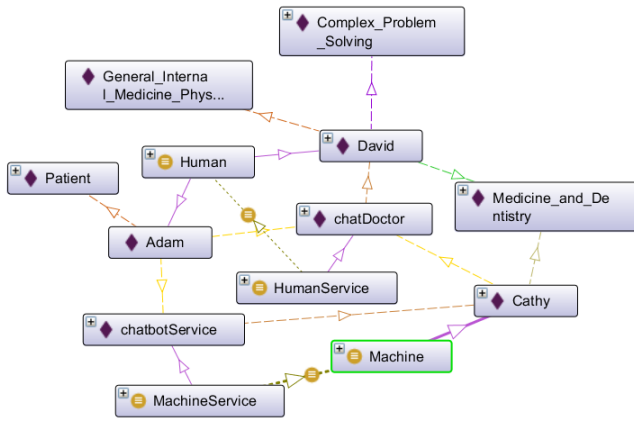 Complex_Problem
_Solving
General_Interna
l_Medicine_Phys...
David
Human
Patient
Medicine_and_De
ntistry
chatDoctor
Adam
HumanService
Cathy
chatbotService
Machine
MachineService